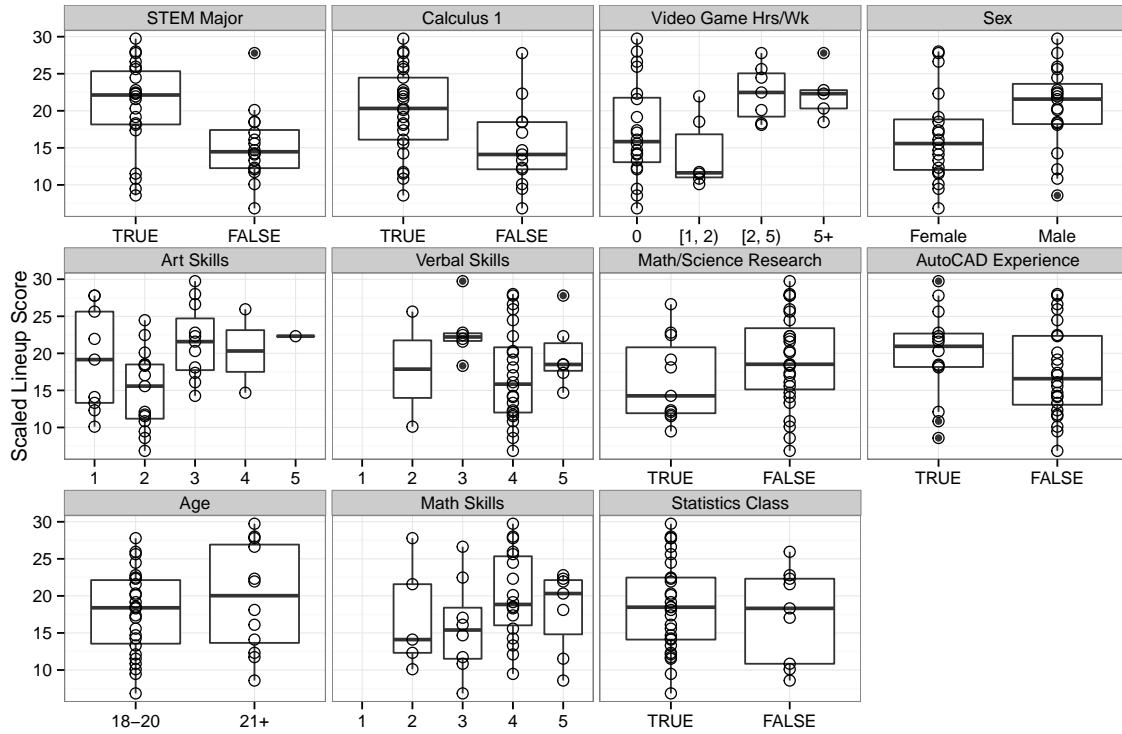 STEM Major Calculus 1 Video Game Hrs/Wk Sex
30
25
20
15
10
TRUE FALSE TRUE FALSE 0 [1, 2) [2, 5) 5+ Female Male
Art Skills Verbal Skills Math/Science Research AutoCAD Experience
Scaled Lineup Score
30
25
20
15
10
1 2 3 4 5 1 2 3 4 5 TRUE FALSE TRUE FALSE
Age Math Skills Statistics Class
30
25
20
15
10
18−20 21+ 1 2 3 4 5 TRUE FALSE